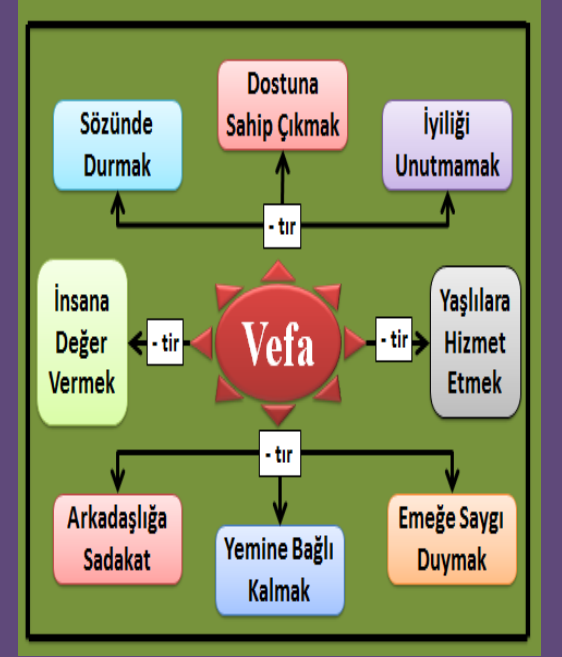 Dostuna
Sahip Çıkmak
Sözünde
Durmak
İyiliği
Unutmamak
- tır
İnsana
Değer
Vermek
- tir
Vefa
- tir
Yaşlılara
Hizmet
Etmek
- tır
Arkadaşlığa
Sadakat
Yemine Bağlı
Kalmak
Emeğe Saygı
Duymak